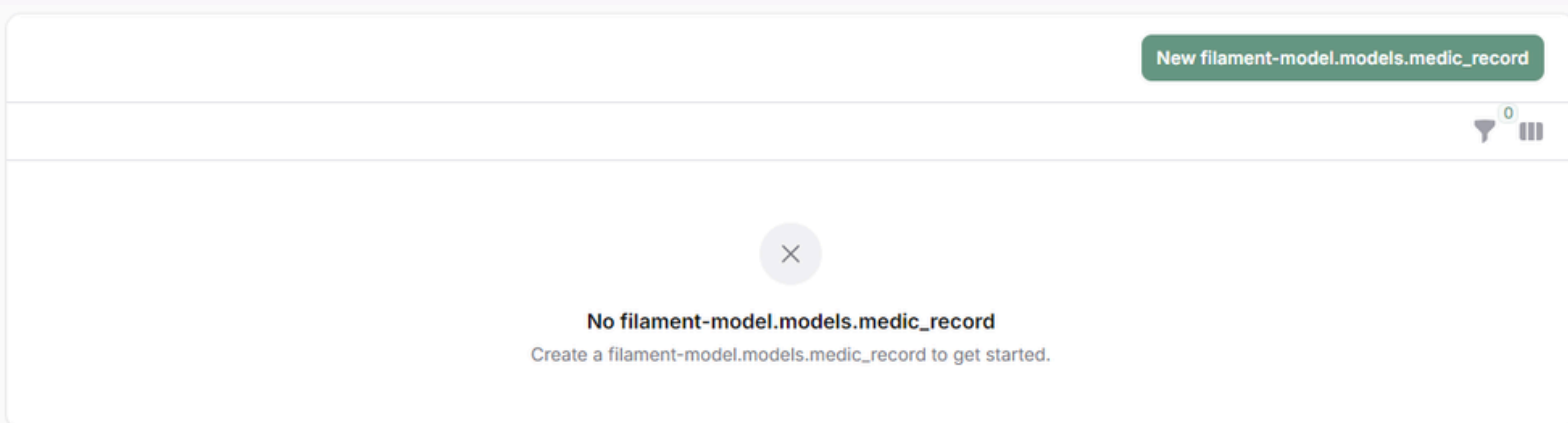 New filament-model.models.medic_record
0
No filament-model.models.medic_record
Create a filament-model.models.medic_record to get started.